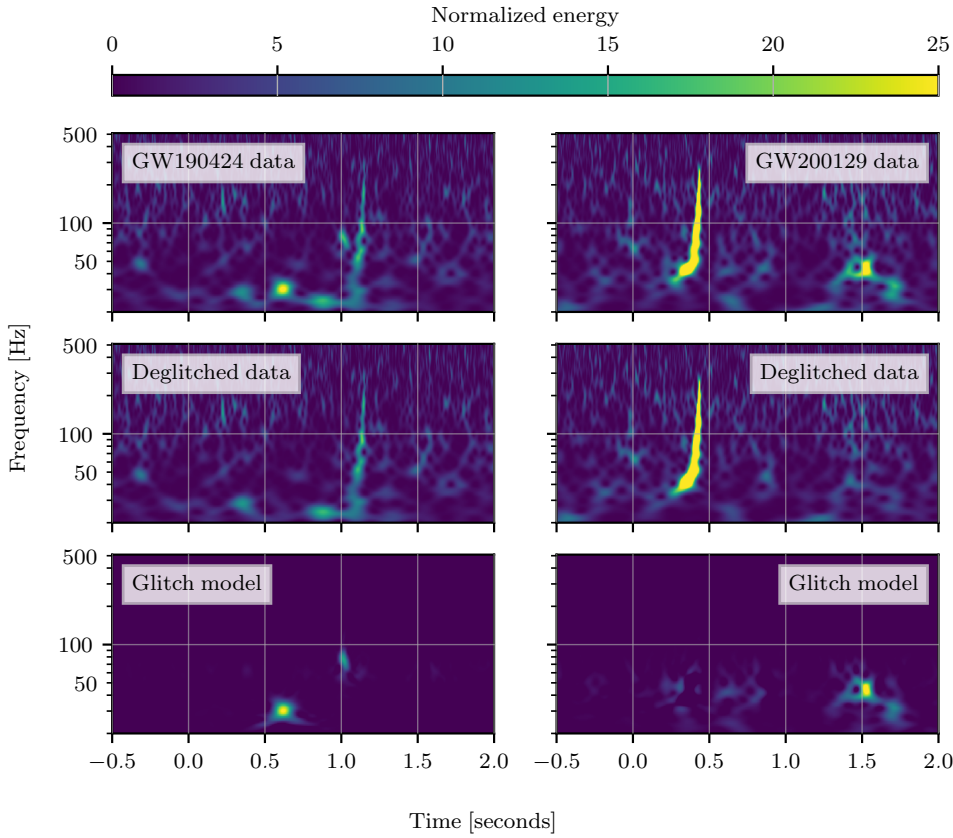 Normalized energy
0 5 10 15 20 25
500
100
50
GW190424 data
GW200129 data
Frequency [Hz]
500
100
50
Deglitched data
Deglitched data
500
100
50
Glitch model
Glitch model
−0.5 0.0 0.5 1.0 1.5 2.0
−0.5 0.0 0.5 1.0 1.5 2.0
Time [seconds]